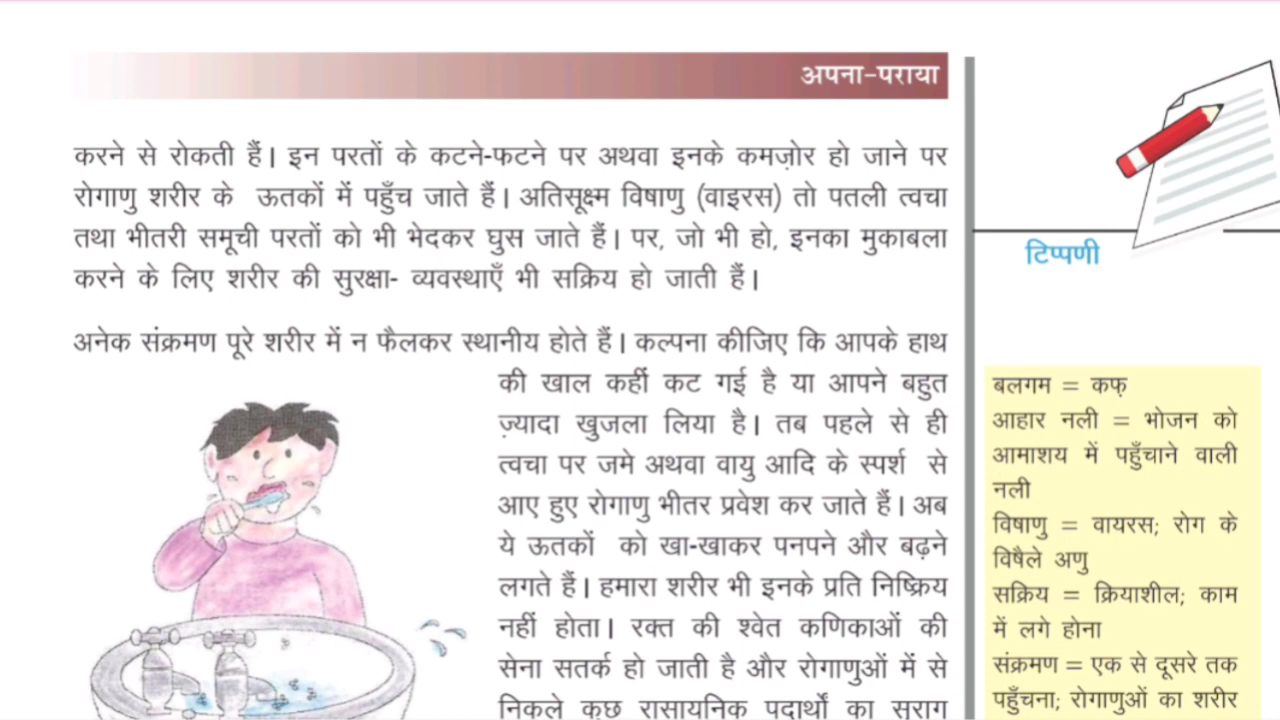 अपना-पराया
करने से रोकती हैं। इन परतों के कटने-फटने पर अथवा इनके कमज़ोर हो जाने पर
रोगाणु शरीर के ऊतकों में पहुँच जाते हैं। अतिसूक्ष्म विषाणु (वाइरस) तो पतली त्वचा
तथा भीतरी समूची परतों को भी भेदकर घुस जाते हैं। पर, जो भी हो, इनका मुकाबला
करने के लिए शरीर की सुरक्षा- व्यवस्थाएँ भी सक्रिय हो जाती हैं।
अनेक संक्रमण पूरे शरीर में न फैलकर स्थानीय होते हैं। कल्पना कीजिए कि आपके हाथ
की खाल कहीं कट गई है या आपने बहुत
ज़्यादा खुजला लिया है। तब पहले से ही
त्वचा पर जमे अथवा वायु आदि के स्पर्श से
आए हुए रोगाणु भीतर प्रवेश कर जाते हैं। अब
ये ऊतकों को खा-खाकर पनपने और बढ़ने
लगते हैं। हमारा शरीर भी इनके प्रति निष्क्रिय
नहीं होता। रक्त की श्वेत कणिकाओं की
सेना सतर्क हो जाती है और रोगाणुओं में से
निकले कुछ रासायनिक पदार्थों का सुराग
टिप्पणी
बलगम = कफ़
आहार नली = भोजन को
आमाशय में पहुँचाने वाली
नली
विषाणु = वायरस; रोग के
विषैले अणु
सक्रिय = क्रियाशील; काम
में लगे होना
संक्रमण = एक से दूसरे तक
पहुँचना; रोगाणुओं का शरीर